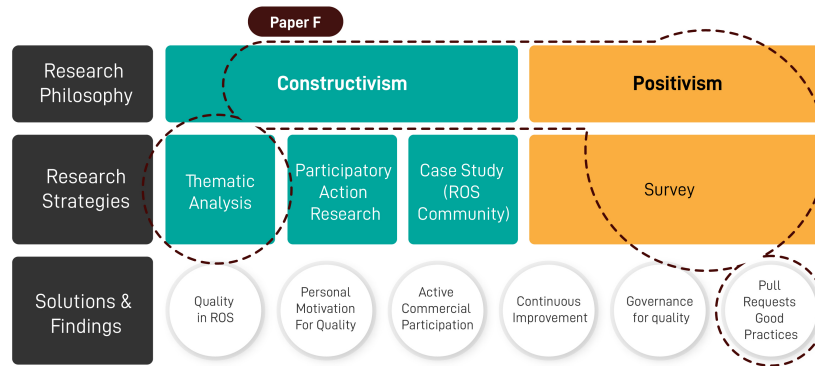 Paper F
Research
Philosophy
Constructivism
Positivism
Research
Strategies
Thematic
Analysis
Participatory
Action
Research
Case Study
(ROS
Community)
Survey
Solutions &
Findings
Quality
in ROS
Personal
Motivation
For Quality
Active
Commercial
Participation
Continuous
Improvement
Governance
for quality
Pull
Requests
Good
Practices